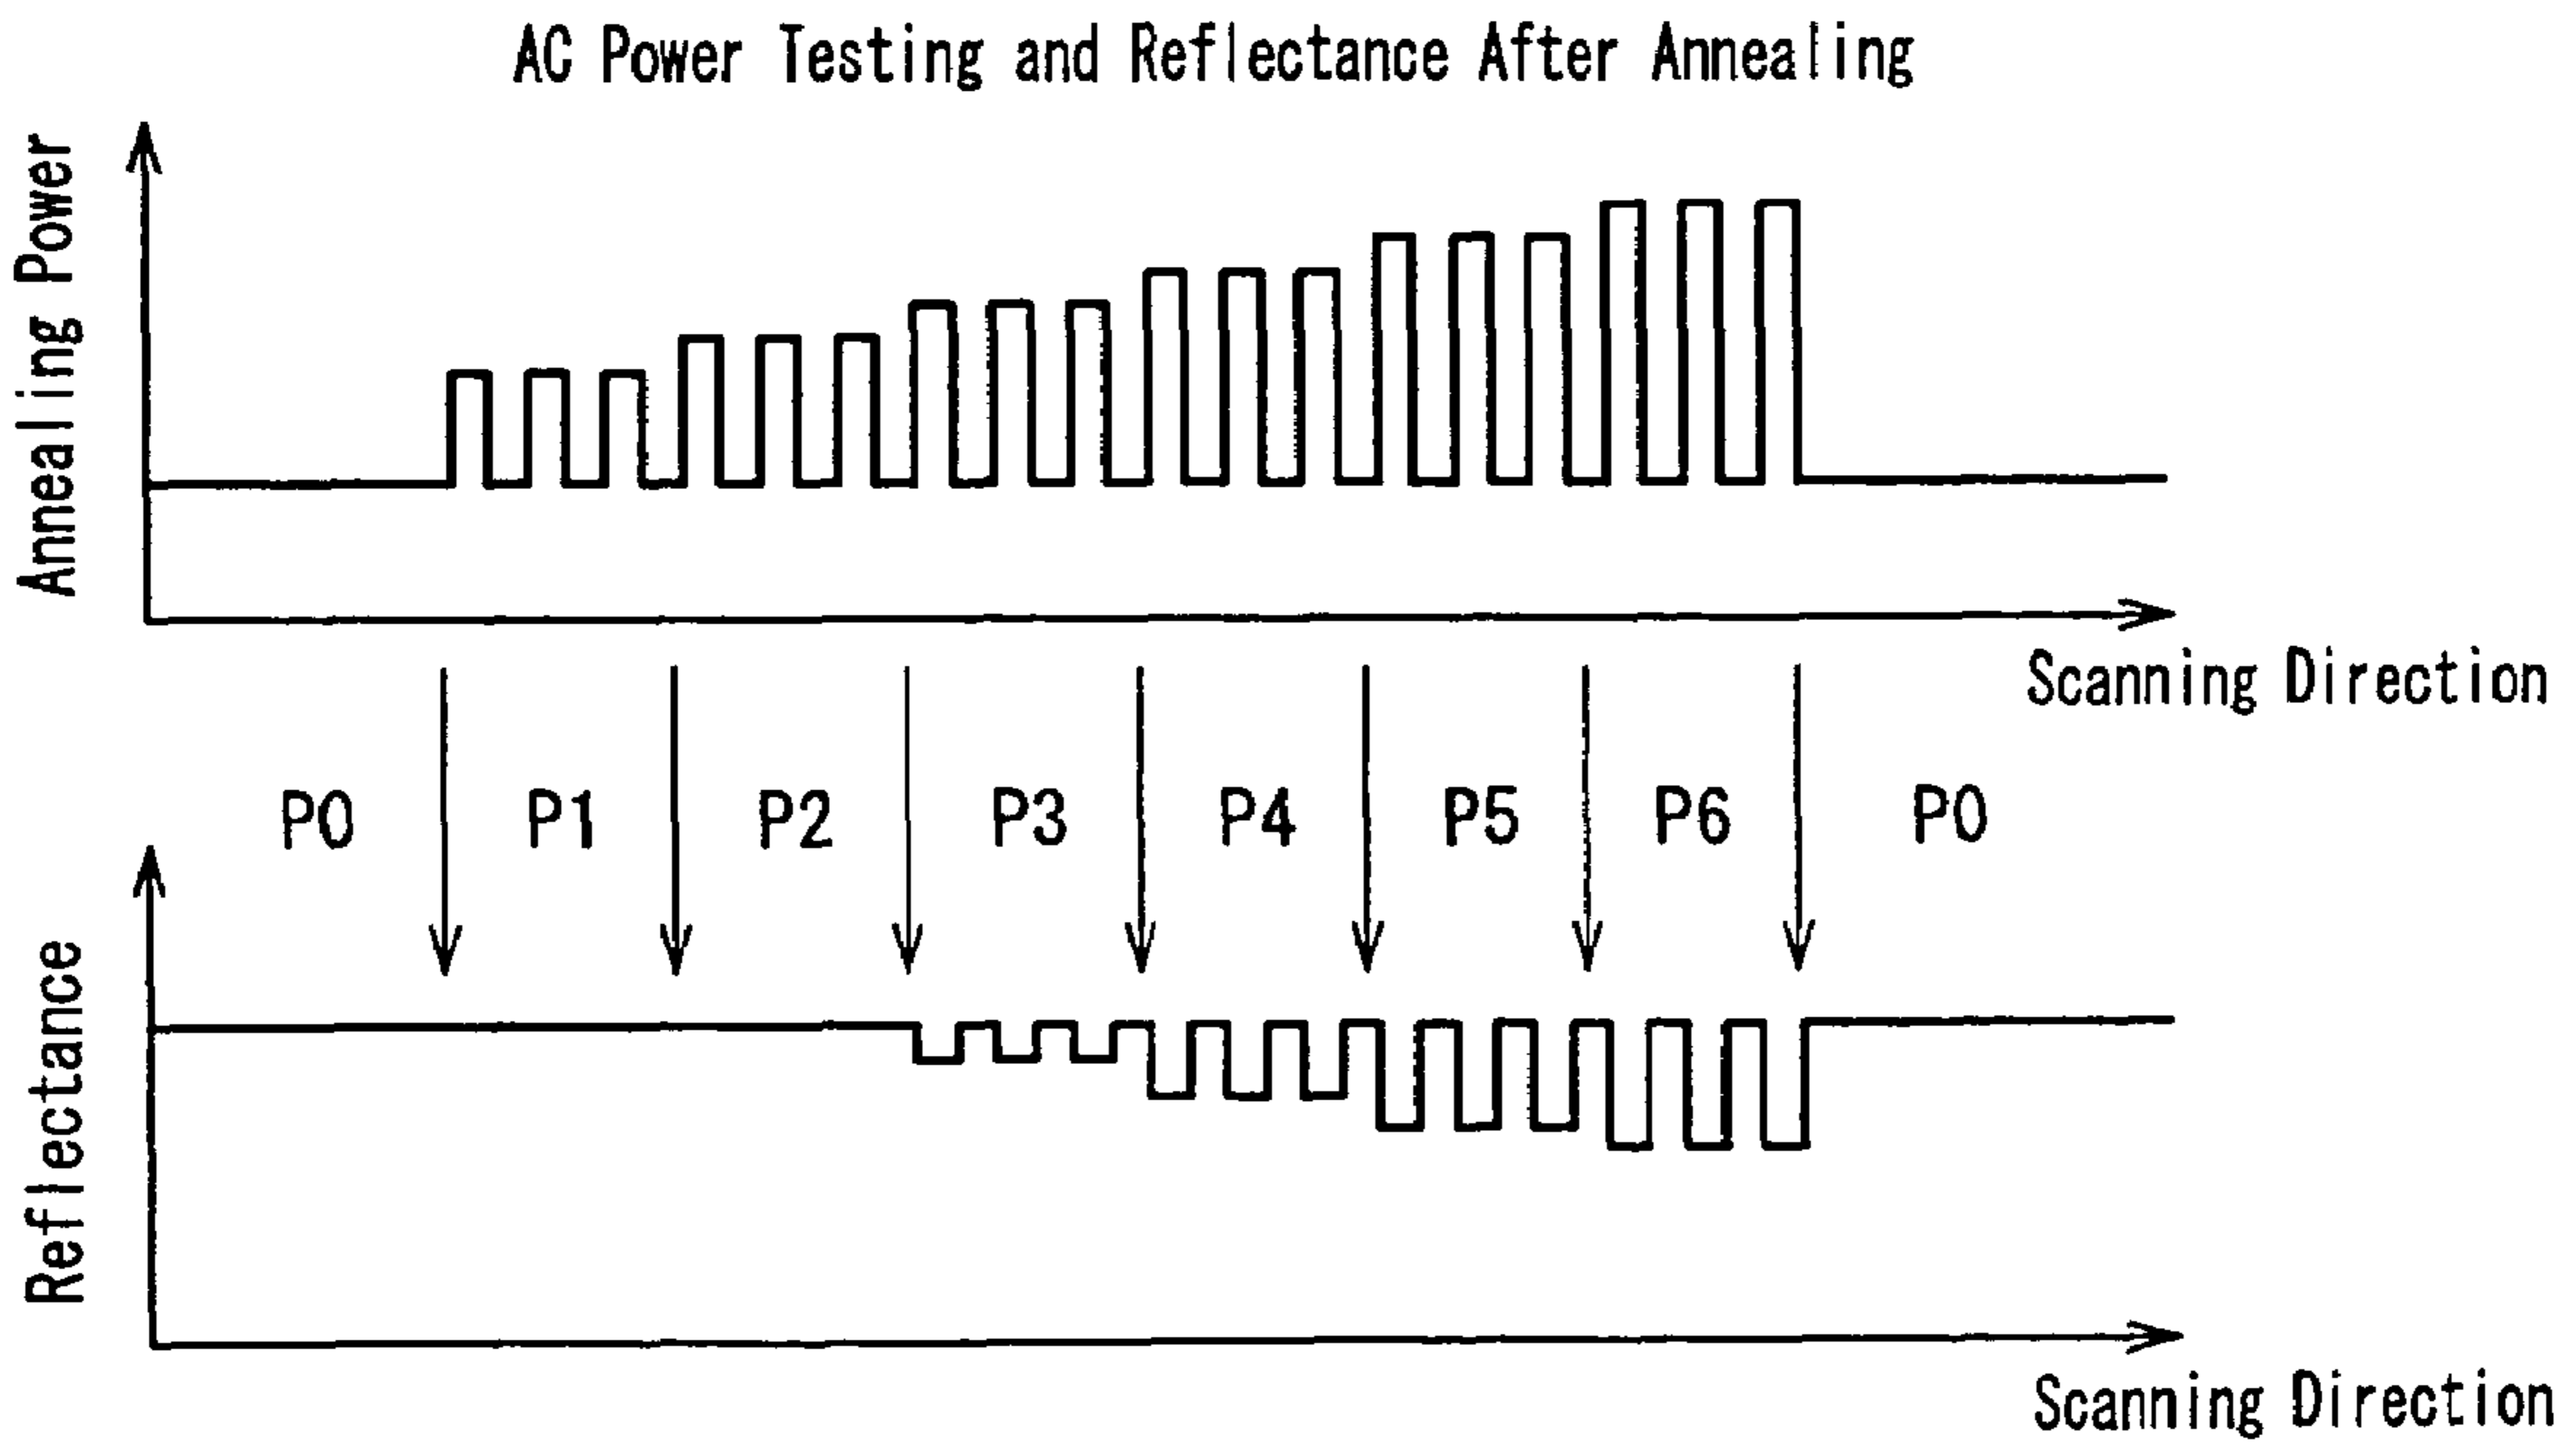 AC Power Testing and Reflectance After Annealing
Annealing Power
Scanning Direction
P0 P1 P2 P3 P4 P5 P6 P0
Reflectance
Scanning Direction